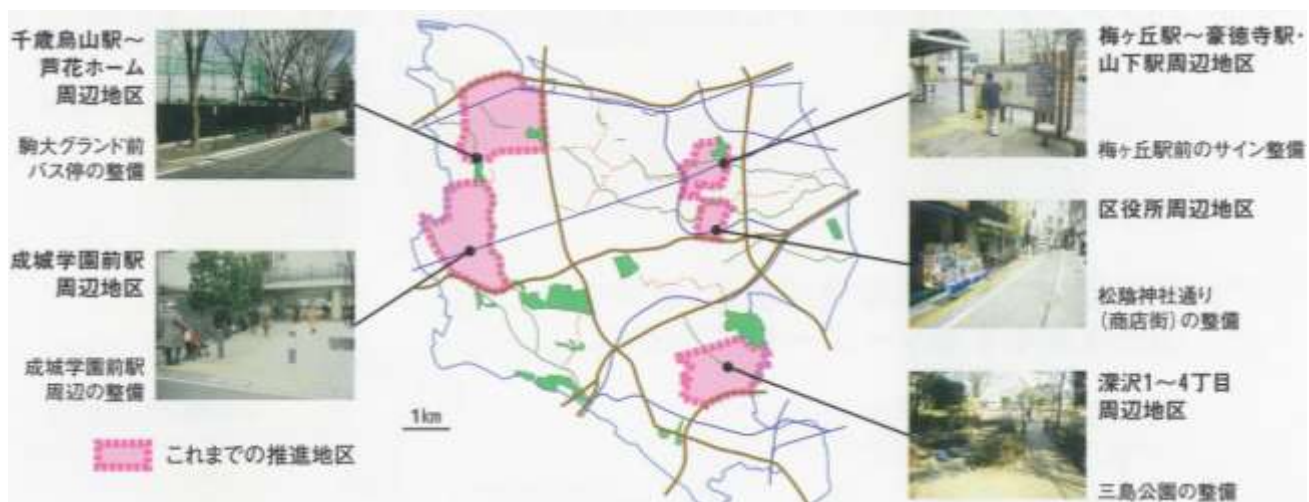 千歳烏山駅～
芦花ホーム
周辺地区
駒大グランド前
バス停の整備
成城学園前駅
周辺地区
成城学園前駅
周辺の整備
これまでの推進地区
1km
梅ヶ丘駅～豪徳寺駅・
山下駅周辺地区
梅ヶ丘駅前のサイン整備
区役所周辺地区
松陰神社通り
(商店街)の整備
深沢1～4丁目
周辺地区
三島公園の整備